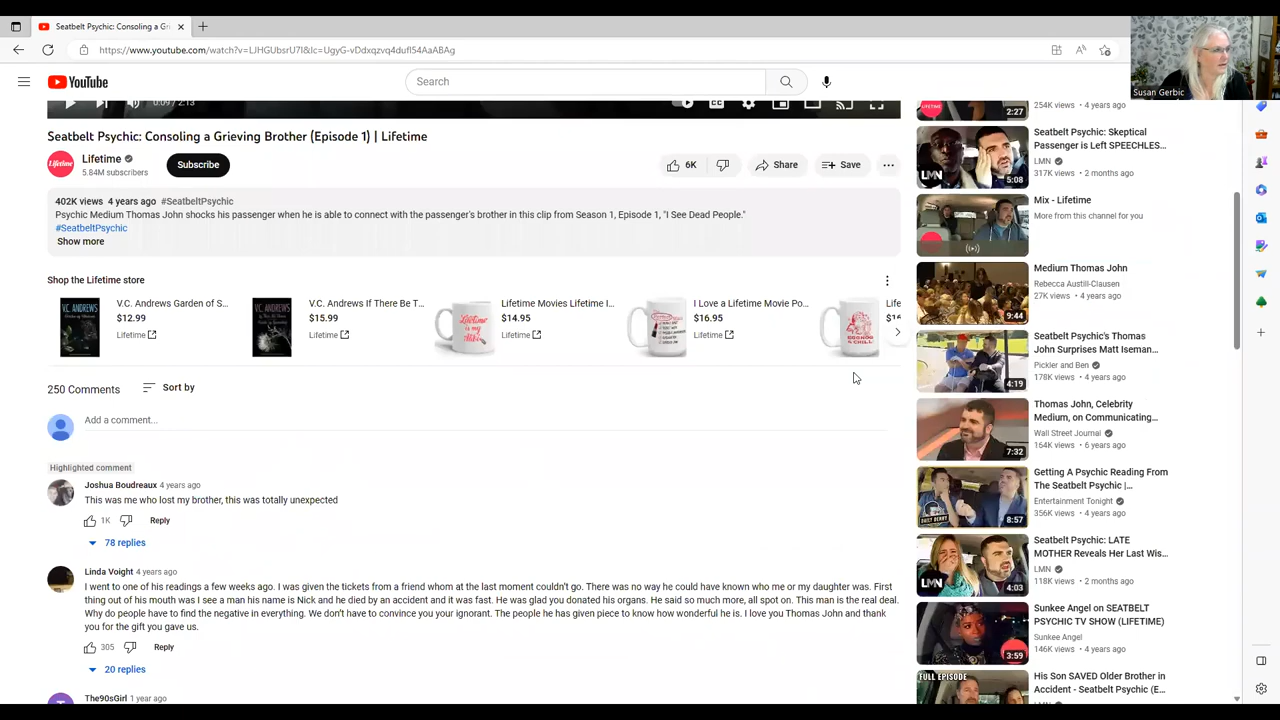 Seatbelt Psychic: Consoling a Gr
https://www.youtube.com/watch?v=LJHGUbsrU7I&lc=UgyG-vDdxqzvq4dufl54AaABAg
Susan Gerbic
YouTube
Search
0:09 / 2:13
Seatbelt Psychic: Consoling a Grieving Brother (Episode 1) | Lifetime
Lifetime
Lifetime
5.84M subscribers
Subscribe
6K
Share
Save
402K views 4 years ago #SeatbeltPsychic
Psychic Medium Thomas John shocks his passenger when he is able to connect with the passenger's brother in this clip from Season 1, Episode 1, "I See Dead People."
#SeatbeltPsychic
Show more
Shop the Lifetime store
V.C. ANDREWS
V.C. Andrews Garden of S...
$12.99
Lifetime
V.C. ANDREWS
V.C. Andrews If There Be T...
$15.99
Lifetime
Lifetime Movies Lifetime I...
$14.95
Lifetime
I Love a Lifetime Movie Po...
$16.95
Lifetime
Life
$16
250 Comments
Sort by
Add a comment...
Highlighted comment
Joshua Boudreaux 4 years ago
This was me who lost my brother, this was totally unexpected
1K
Reply
78 replies
Linda Voight 4 years ago
I went to one of his readings a few weeks ago. I was given the tickets from a friend whom at the last moment couldn't go. There was no way he could have known who me or my daughter was. First
thing out of his mouth was I see a man his name is Nick and he died by an accident and it was fast. He was glad you donated his organs. He said so much more, all spot on. This man is the real deal.
Why do people have to find the negative in everything. We don't have to convince you your ignorant. The people he has given piece to know how wonderful he is. I love you Thomas John and thank
you for the gift you gave us.
305
Reply
20 replies
The90sGirl 1 year ago
254K views • 4 years ago
2:27
Seatbelt Psychic: Skeptical
Passenger is Left SPEECHLES...
LMN
317K views • 2 months ago
LMN
5:08
Mix - Lifetime
More from this channel for you
Medium Thomas John
Rebecca Austill-Clausen
27K views • 4 years ago
9:44
Seatbelt Psychic's Thomas
John Surprises Matt Iseman...
Pickler and Ben
178K views • 4 years ago
4:19
Thomas John, Celebrity
Medium, on Communicating...
Wall Street Journal
164K views • 6 years ago
7:32
Getting A Psychic Reading From
The Seatbelt Psychic |...
Entertainment Tonight
356K views • 4 years ago
8:57
Seatbelt Psychic: LATE
MOTHER Reveals Her Last Wis...
LMN
118K views • 2 months ago
LMN
4:03
Sunkee Angel on SEATBELT
PSYCHIC TV SHOW (LIFETIME)
Sunkee Angel
146K views • 4 years ago
3:59
His Son SAVED Older Brother in
Accident - Seatbelt Psychic (E...
FULL EPISODE